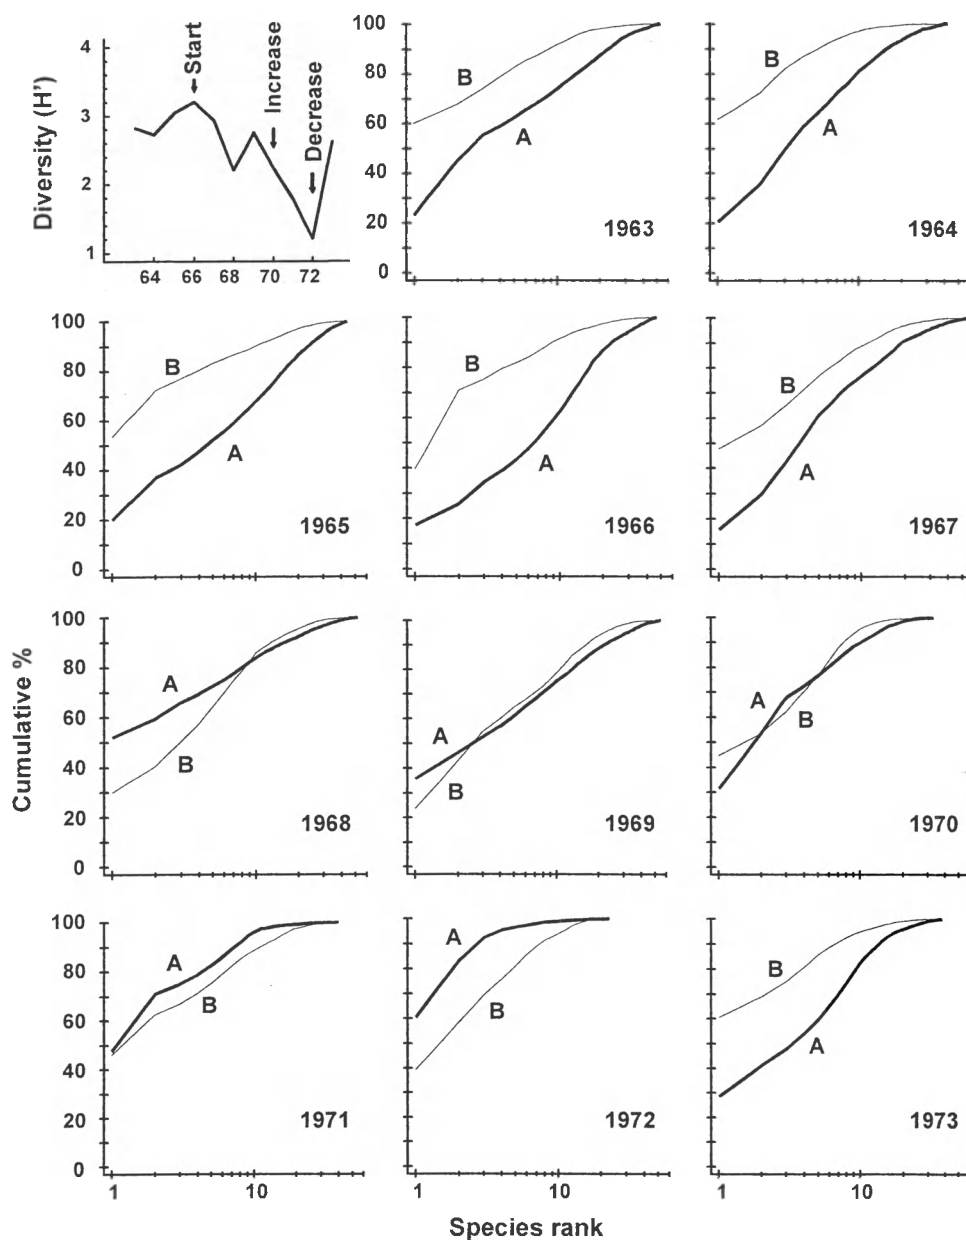 Diversity (H')
4
3
2
1
64 66 68 70 72
Start
Increase
Decrease
100
80
60
40
20
0
B
A
1963
B
A
1964
100
80
60
40
20
0
B
A
1965
B
A
1966
B
A
1967
Cumulative %
100
80
60
40
20
0
A
B
1968
A
B
1969
A
B
1970
100
80
60
40
20
0
A
B
1971
A
B
1972
B
A
1973
1 10
1 10
1 10
Species rank